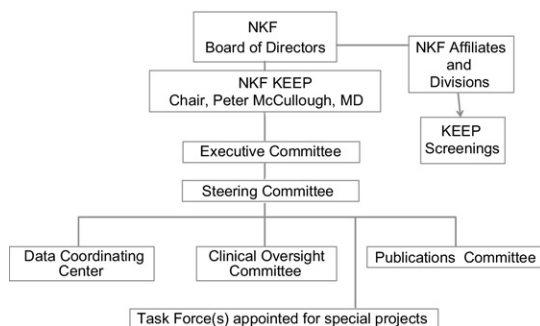 NKF
Board of Directors
NKF Affiliates
and
Divisions
NKF KEEP
Chair, Peter McCullough, MD
KEEP
Screenings
Executive Committee
Steering Committee
Data Coordinating
Center
Clinical Oversight
Committee
Publications Committee
Task Force(s) appointed for special projects